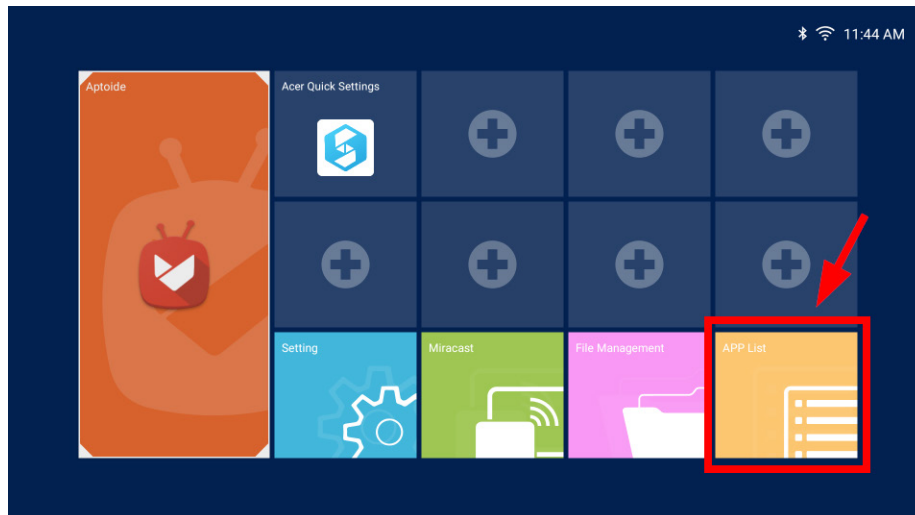 11:44 AM
Aptoide
Acer Quick Settings
Setting
Miracast
File Management
APP List